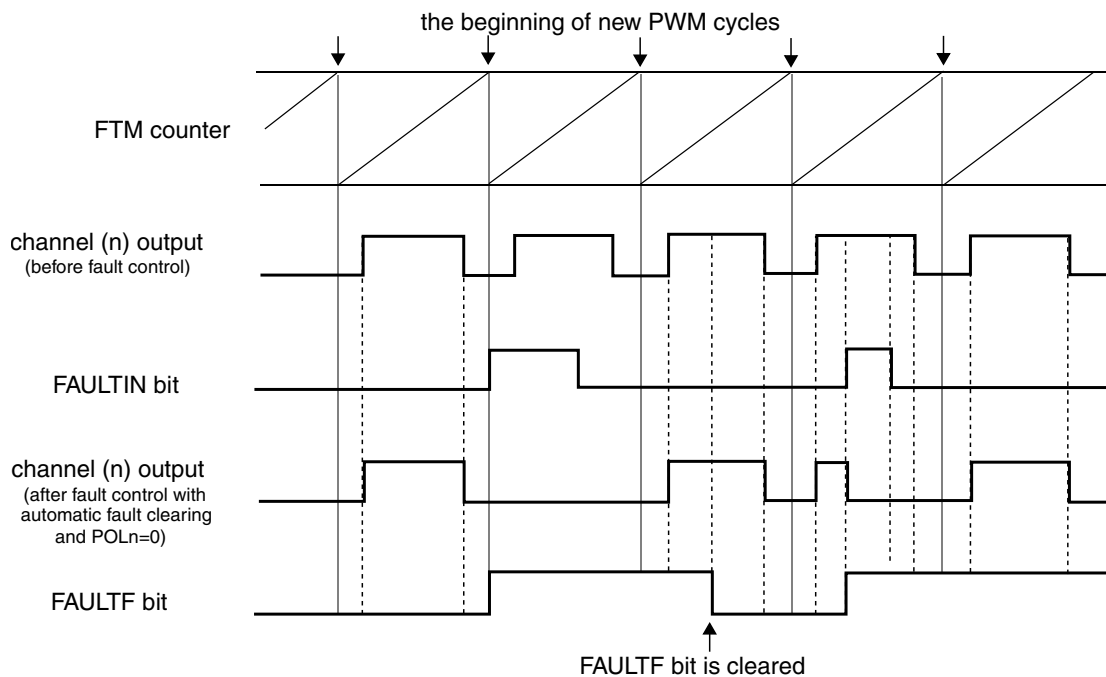 the beginning of new PWM cycles
FTM counter
channel (n) output
(before fault control)
FAULTIN bit
channel (n) output
(after fault control with
automatic fault clearing
and POLn=0)
FAULTF bit
FAULTF bit is cleared